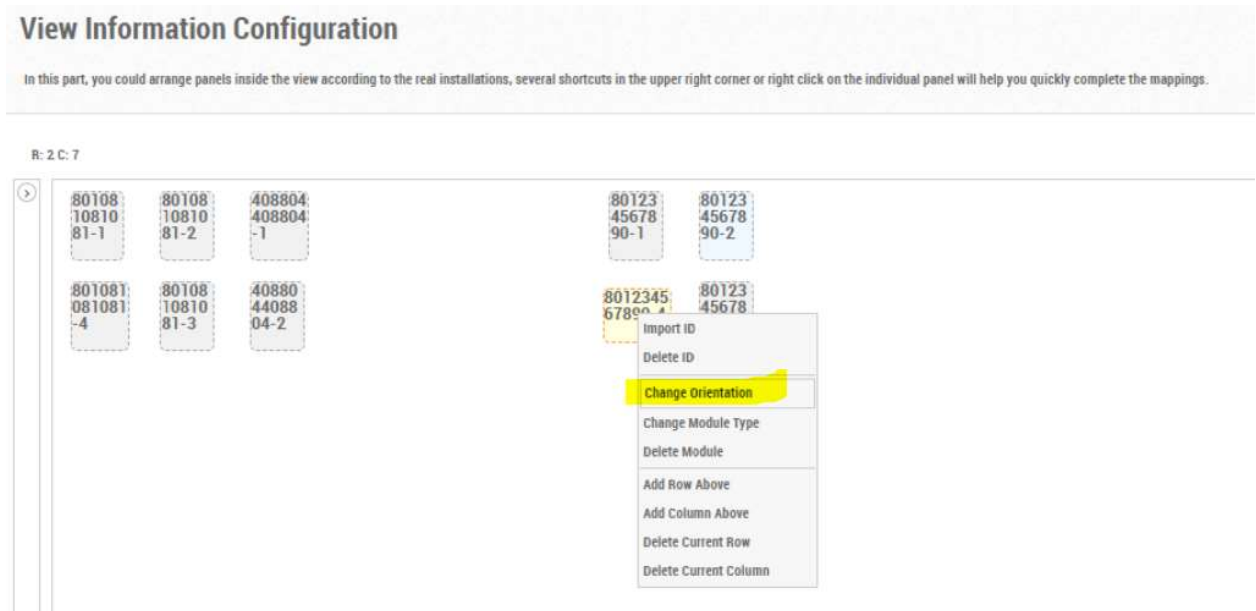 View Information Configuration
In this part, you could arrange panels inside the view according to the real installations, several shortcuts in the upper right corner or right click on the individual panel will help you quickly complete the mappings.
R: 2 C: 7
80108
10810
81-1
80108
10810
81-2
408804
408804
-1
80123
45678
90-1
80123
45678
90-2
801081
081081
-4
80108
10810
81-3
40880
44088
04-2
8012345
67890-4
80123
45678
Import ID
Delete ID
Change Orientation
Change Module Type
Delete Module
Add Row Above
Add Column Above
Delete Current Row
Delete Current Column